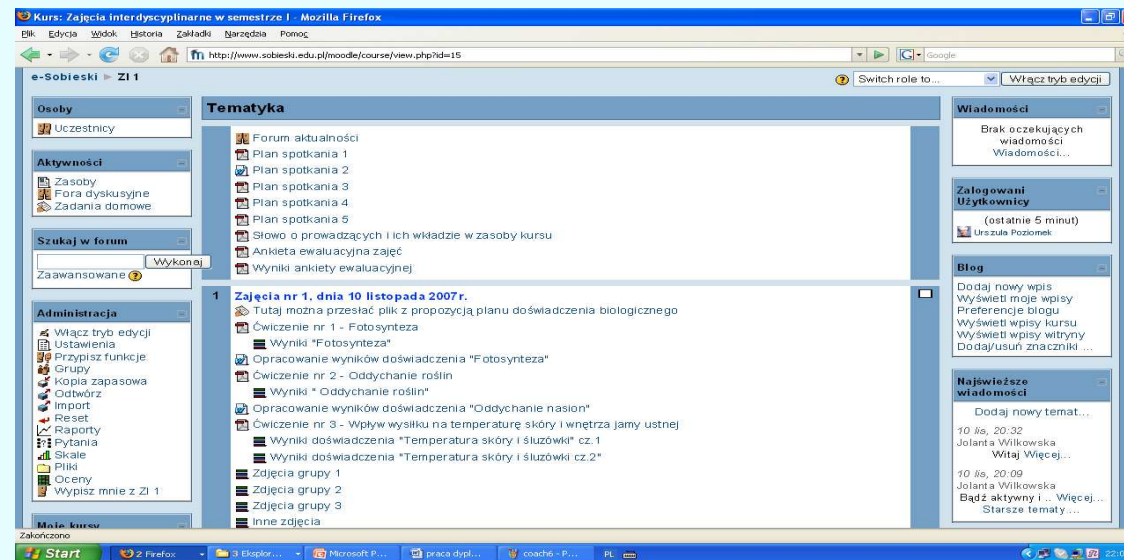 Kurs: Zajęcia interdyscyplinarne w semestrze I - Mozilla Firefox
Plik Edycja Widok Historia Zakładki Narzędzia Pomoc
http://www.sobieski.edu.pl/moodle/course/view.php?id=15
Google
e-Sobieski ► ZI 1
Switch role to...
Włącz tryb edycji
Osoby
Uczestnicy
Aktywności
Zasoby
Fora dyskusyjne
Zadania domowe
Szukaj w forum
Wykonaj
Zaawansowane
Administracja
Włącz tryb edycji
Ustawienia
Przypisz funkcje
Grupy
Kopia zapasowa
Odtwórz
Import
Reset
Raporty
Pytania
Skale
Pliki
Oceny
Wypisz mnie z ZI 1
Moje kursy
Tematyka
Forum aktualności
Plan spotkania 1
Plan spotkania 2
Plan spotkania 3
Plan spotkania 4
Plan spotkania 5
Słowo o prowadzących i ich wkładzie w zasoby kursu
Ankieta ewaluacyjna zajęć
Wyniki ankiety ewaluacyjnej
1 Zajęcia nr 1, dnia 10 listopada 2007r.
Tutaj można przesłać plik z propozycją planu doświadczenia biologicznego
Ćwiczenie nr 1 - Fotosynteza
Wyniki "Fotosynteza"
Opracowanie wyników doświadczenia "Fotosynteza"
Ćwiczenie nr 2 - Oddychanie roślin
Wyniki " Oddychanie roślin"
Opracowanie wyników doświadczenia "Oddychanie nasion"
Ćwiczenie nr 3 - Wpływ wysiłku na temperaturę skóry i wnętrza jamy ustnej
Wyniki doświadczenia "Temperatura skóry i śluzówki" cz.1
Wyniki doświadczenia "Temperatura skóry i śluzówki cz.2"
Zdjęcia grupy 1
Zdjęcia grupy 2
Zdjęcia grupy 3
Inne zdjęcia
Wiadomości
Brak oczekujących
wiadomości
Wiadomości...
Zalogowani
Użytkownicy
(ostatnie 5 minut)
Urszula Poziomek
Blog
Dodaj nowy wpis
Wyświetl moje wpisy
Preferencje blogu
Wyświetl wpisy kursu
Wyświetl wpisy witryny
Dodaj/usuń znaczniki ...
Najświeższe
wiadomości
Dodaj nowy temat...
10 lis, 20:32
Jolanta Wilkowska
Witaj Więcej...
10 lis, 20:09
Jolanta Wilkowska
Bądź aktywny i .. Więcej...
Starsze tematy ...
Zakończono
Start
2 Firefox
3 Eksplor...
Microsoft P...
praca dypl...
coach6 - P...
PL